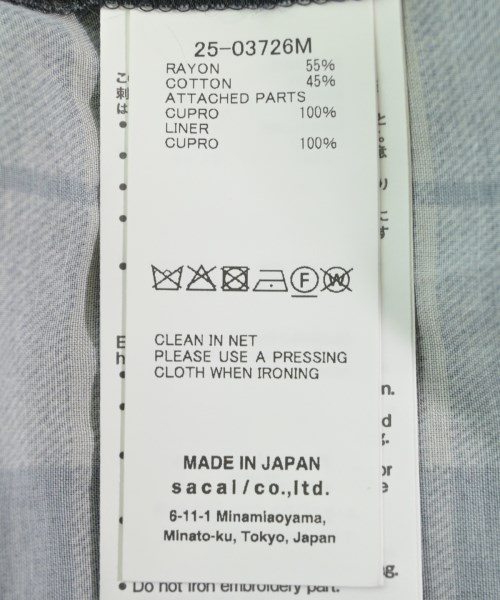 25-03726M
RAYON 55%
COTTON 45%
ATTACHED PARTS
CUPRO 100%
LINER
CUPRO 100%
F
W
CLEAN IN NET
PLEASE USE A PRESSING
CLOTH WHEN IRONING
MADE IN JAPAN
sacai/co.,ltd.
6-11-1 Minamiaoyama,
Minato-ku, Tokyo, Japan
• Do not iron embroidery part.